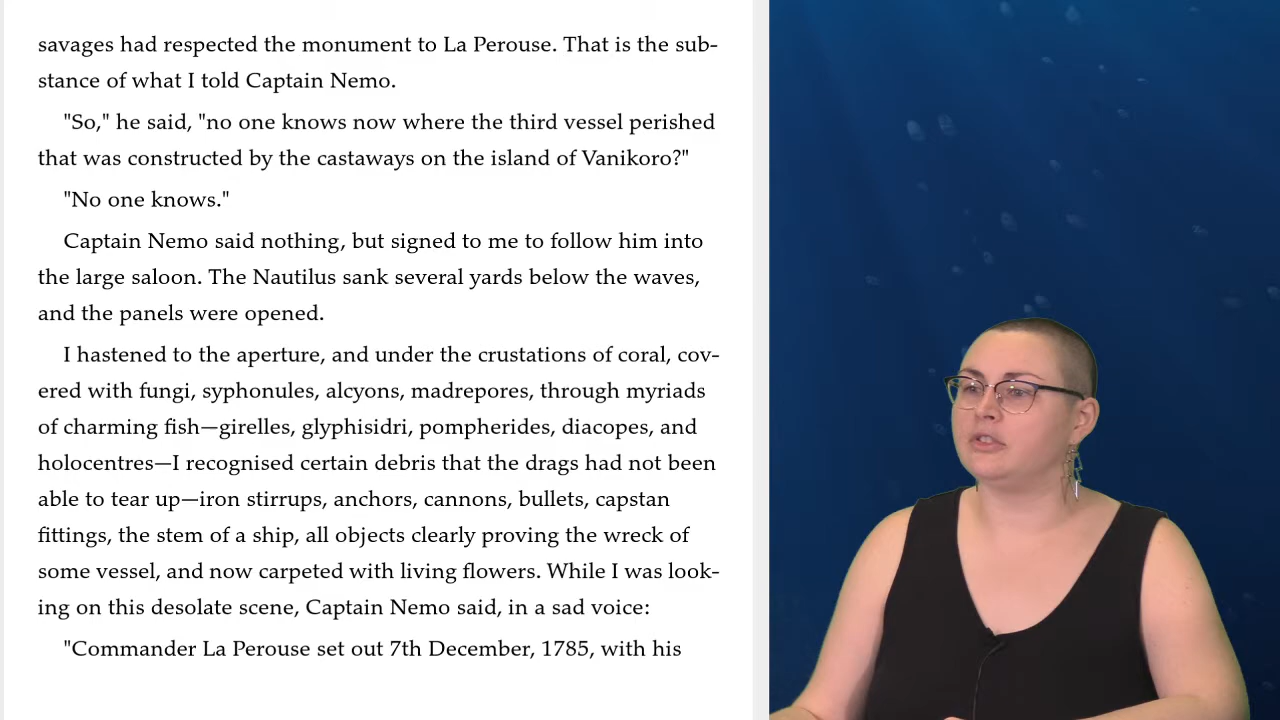 savages had respected the monument to La Perouse. That is the sub-
stance of what I told Captain Nemo.
"So," he said, "no one knows now where the third vessel perished
that was constructed by the castaways on the island of Vanikoro?"
"No one knows."
Captain Nemo said nothing, but signed to me to follow him into
the large saloon. The Nautilus sank several yards below the waves,
and the panels were opened.
I hastened to the aperture, and under the crustations of coral, cov-
ered with fungi, syphonules, alcyons, madrepores, through myriads
of charming fish—girelles, glyphisidri, pompherides, diacopes, and
holocentres—I recognised certain debris that the drags had not been
able to tear up—iron stirrups, anchors, cannons, bullets, capstan
fittings, the stem of a ship, all objects clearly proving the wreck of
some vessel, and now carpeted with living flowers. While I was look-
ing on this desolate scene, Captain Nemo said, in a sad voice:
"Commander La Perouse set out 7th December, 1785, with his